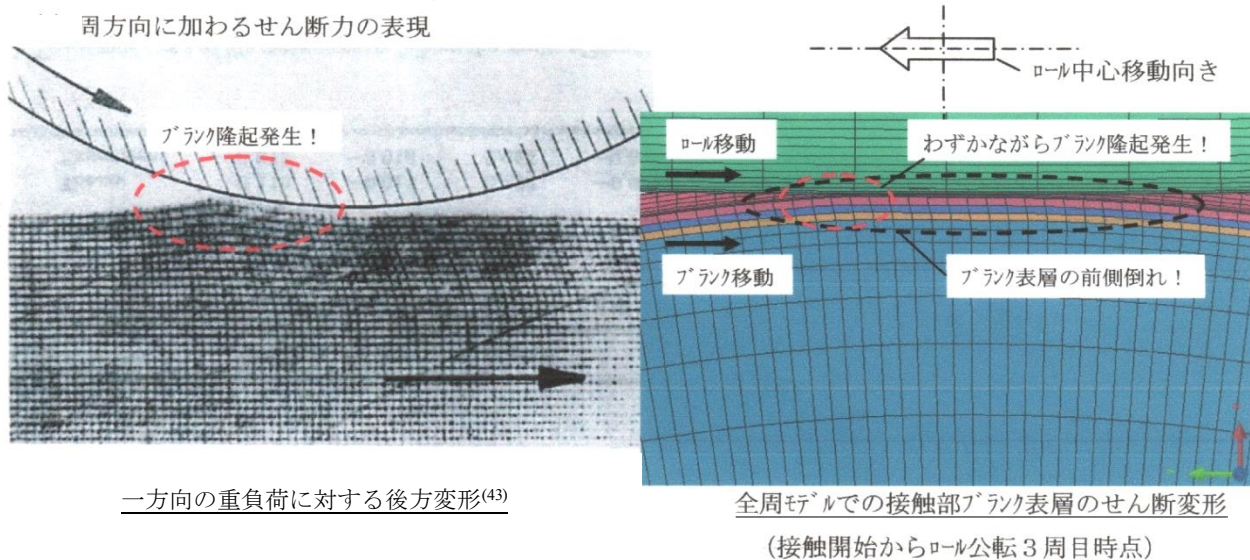 周方向に加わるせん断力の表現
ブランク隆起発生！
一方向の重負荷に対する後方変形(43)
ロール中心移動向き
ロール移動
わずかながらブランク隆起発生！
ブランク移動
ブランク表層の前側倒れ！
全周モデルでの接触部ブランク表層のせん断変形
(接触開始からロール公転３周目時点)